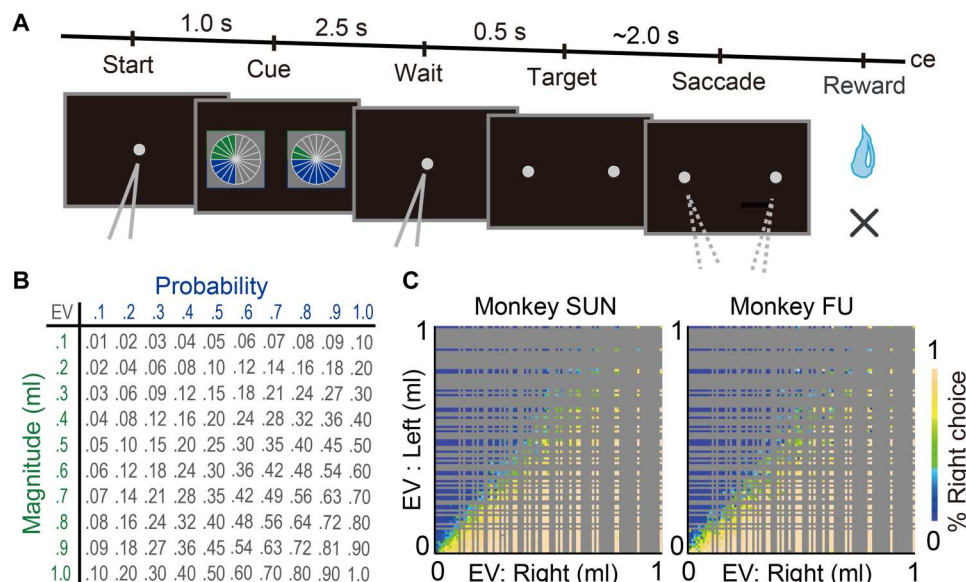 A
1.0 s 2.5 s 0.5 s ~2.0 s
ce
Start Cue Wait Target Saccade Reward
B
Probability
EV .1 .2 .3 .4 .5 .6 .7 .8 .9 1.0
Magnitude (ml)
.1 .01 .02 .03 .04 .05 .06 .07 .08 .09 .10
.2 .02 .04 .06 .08 .10 .12 .14 .16 .18 .20
.3 .03 .06 .09 .12 .15 .18 .21 .24 .27 .30
.4 .04 .08 .12 .16 .20 .24 .28 .32 .36 .40
.5 .05 .10 .15 .20 .25 .30 .35 .40 .45 .50
.6 .06 .12 .18 .24 .30 .36 .42 .48 .54 .60
.7 .07 .14 .21 .28 .35 .42 .49 .56 .63 .70
.8 .08 .16 .24 .32 .40 .48 .56 .64 .72 .80
.9 .09 .18 .27 .36 .45 .54 .63 .72 .81 .90
1.0 .10 .20 .30 .40 .50 .60 .70 .80 .90 1.0
C
Monkey SUN Monkey FU
1
EV : Left (ml)
0
0 EV: Right (ml) 1
0 EV: Right (ml) 1
1
% Right choice
0